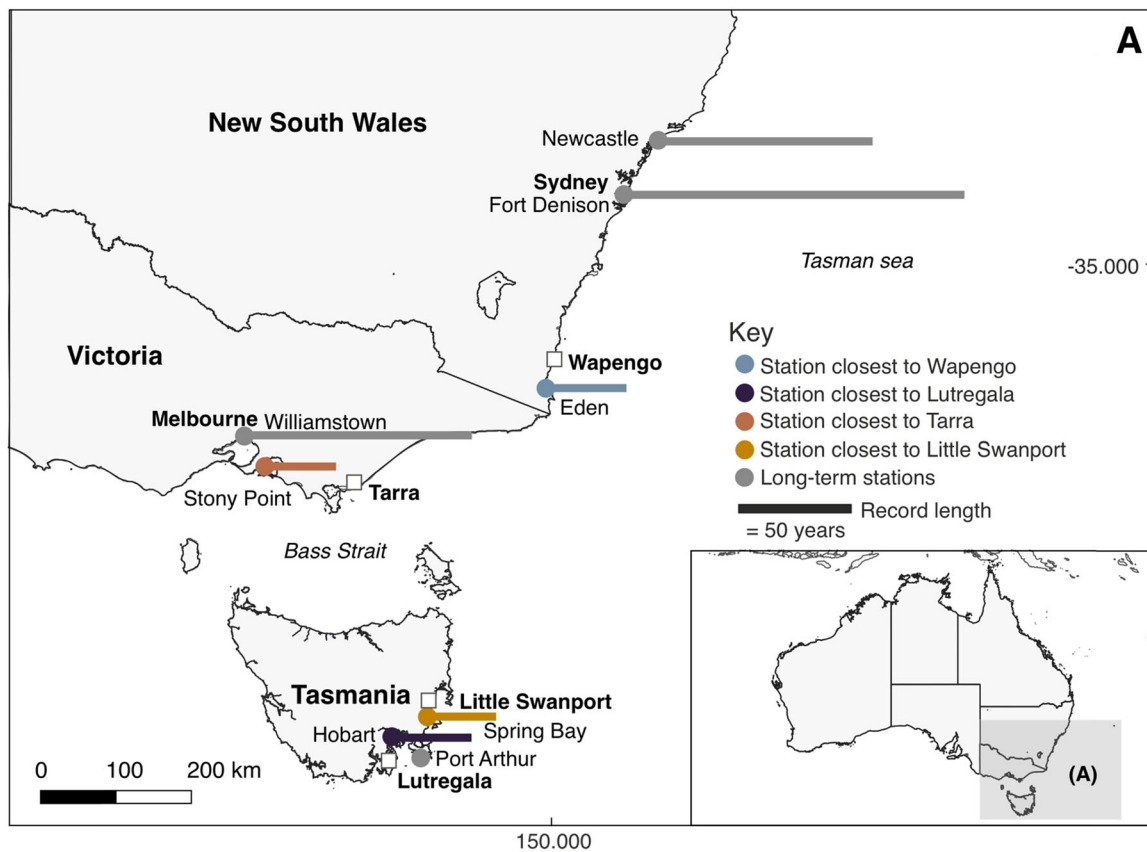 A
New South Wales
Newcastle
Sydney
Fort Denison
Tasman sea
-35.000
Victoria
Wapengo
Eden
Melbourne
Williamstown
Stony Point
Tarra
Bass Strait
Key
Station closest to Wapengo
Station closest to Lutregala
Station closest to Tarra
Station closest to Little Swanport
Long-term stations
Record length
= 50 years
Tasmania
Little Swanport
Hobart
Spring Bay
Port Arthur
Lutregala
0 100 200 km
(A)
150.000